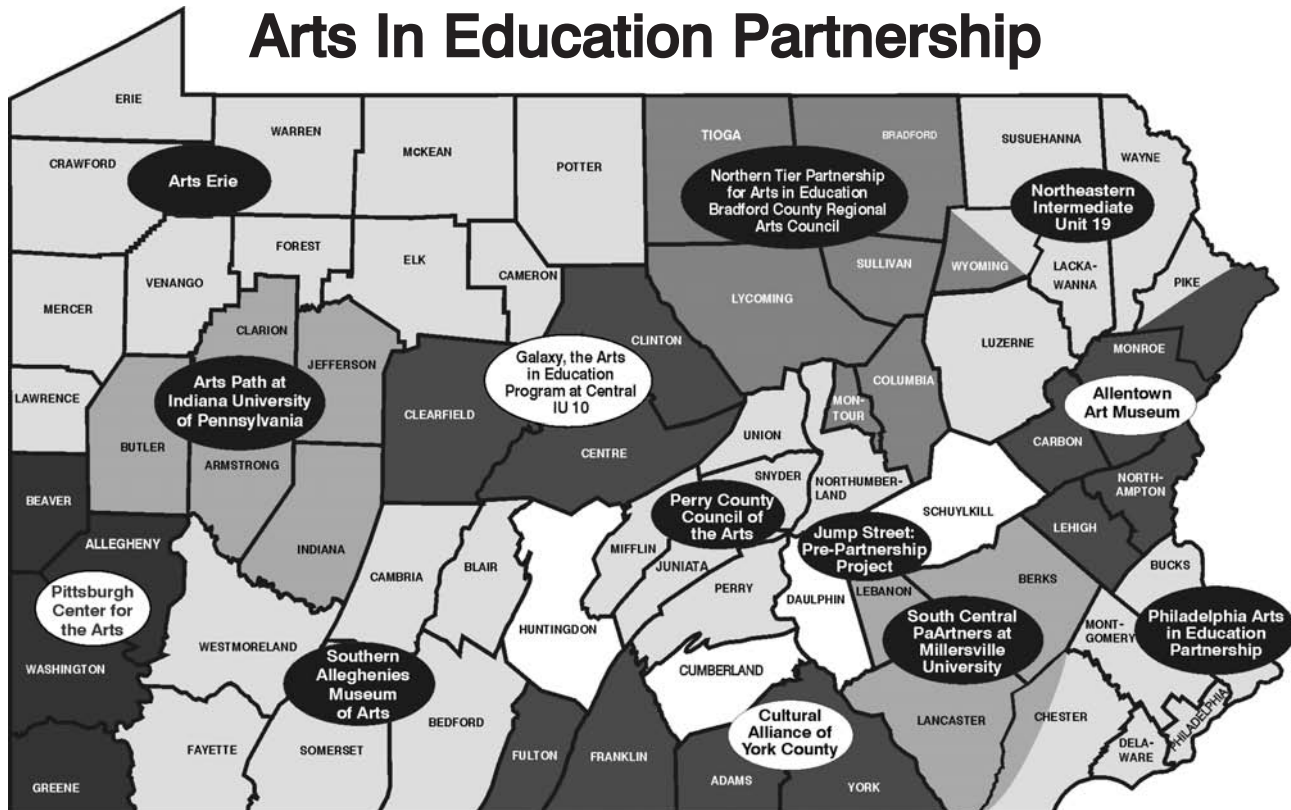 Arts In Education Partnership
ERIE
WARREN
McKEAN
POTTER
TIOGA
BRADFORD
SUSUEHANNA
WAYNE
CRAWFORD
Arts Erie
Northern Tier Partnership
for Arts in Education
Bradford County Regional
Arts Council
Northeastern
Intermediate
Unit 19
FOREST
ELK
CAMERON
VENANGO
MERCER
SULLIVAN
WYOMING
LACKA-
WANNA
PIKE
LYCOMING
CLARION
JEFFERSON
CLINTON
LUZERNE
MONROE
Galaxy, the Arts
in Education
Program at Central
IU 10
COLUMBIA
MON-
TOUR
LAWRENCE
Arts Path at
Indiana University
of Pennsylvania
CLEARFIELD
Allentown
Art Museum
BUTLER
ARMSTRONG
CENTRE
UNION
CARBON
SNYDER
NORTHUMBER-
LAND
NORTH-
AMPTON
BEAVER
SCHUYLKILL
LEHIGH
Perry County
Council of
the Arts
Jump Street:
Pre-Partnership
Project
ALLEGHENY
INDIANA
CAMBRIA
BLAIR
MIFFLIN
JUNIATA
PERRY
DAULPHIN
LEBANON
BERKS
BUCKS
Pittsburgh
Center for
the Arts
HUNTINGDON
South Central
PaArtners at
Millersville
University
MONT-
GOMERY
Philadelphia Arts
in Education
Partnership
WESTMORELAND
WASHINGTON
Southern
Alleghenies
Museum
of Arts
CUMBERLAND
BEDFORD
Cultural
Alliance
of York
County
LANCASTER
CHESTER
PHILADELPHIA
DELA-
WARE
FAYETTE
SOMERSET
FULTON
FRANKLIN
ADAMS
YORK
GREENE